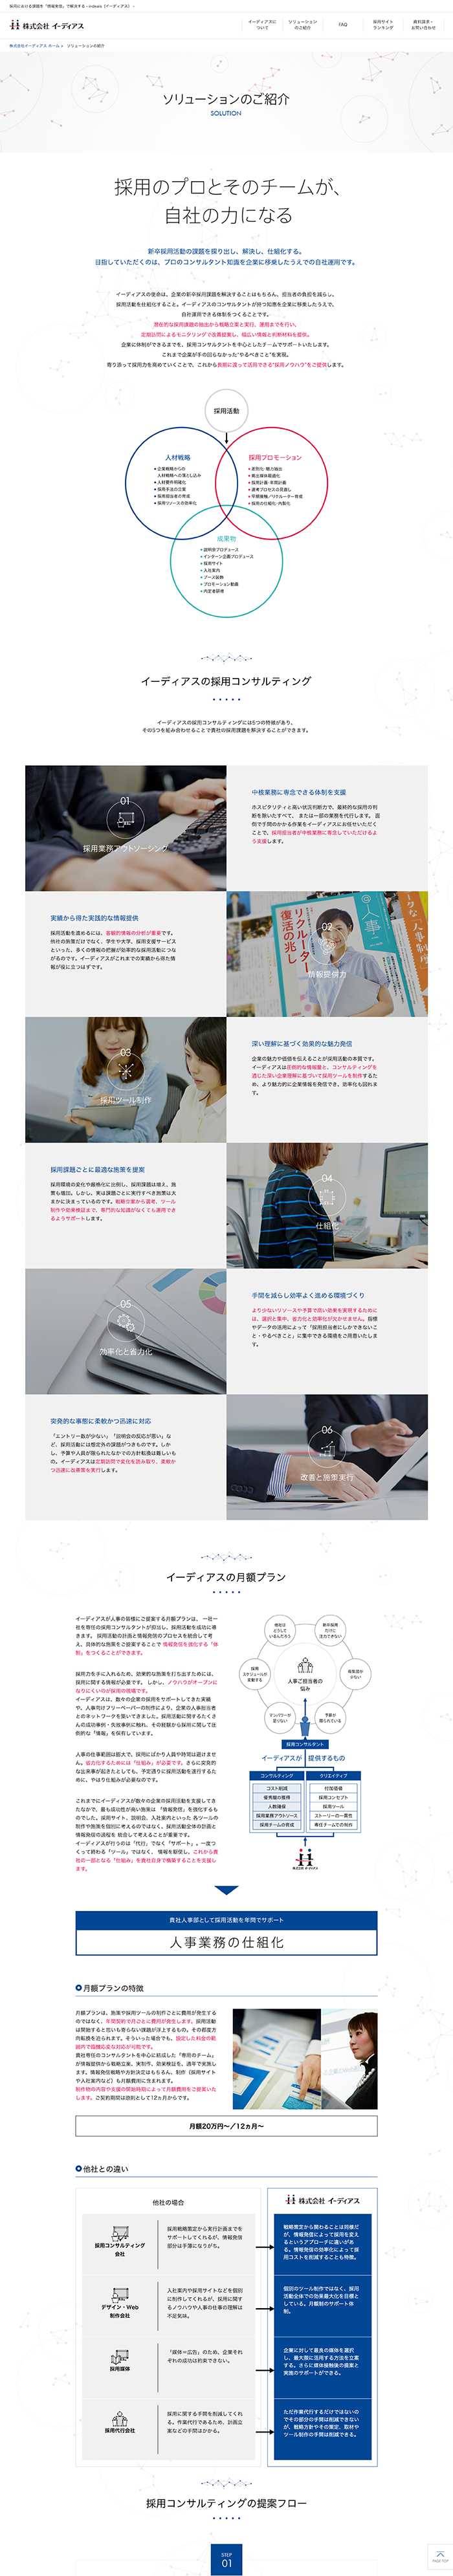 採用における課題を「情報発信」で解決する - indeass（イーディアス） -
株式会社 イーディアス
イーディアスに
ついて
ソリューション
のご紹介
FAQ
採用サイト
ランキング
資料請求・
お問い合わせ
株式会社イーディアス ホーム > ソリューションの紹介
ソリューションのご紹介
SOLUTION
採用のプロとそのチームが、
自社の力になる
新卒採用活動の課題を探り出し、解決し、仕組化する。
目指していただくのは、プロのコンサルタント知識を企業に移乗したうえでの自社運用です。
イーディアスの使命は、企業の新卒採用課題を解決することはもちろん、担当者の負担を減らし、
採用活動を仕組化すること。イーディアスのコンサルタントが持つ知恵を企業に移乗したうえで、
自社運用できる体系をつくることです。
潜在的な採用課題の抽出から戦略立案と実行、運用までを行い、
定期訪問によるモニタリングで改善提案し、幅広い情報と判断材料を提供。
企業に体制ができるまでを、採用コンサルタントを中心としたチームでサポートいたします。
これまで企業が手の回らなかった“やるべきこと”を実現。
寄り添って採用力を高めていくことで、これから長期に渡って活用できる“採用ノウハウ”をご提供します。
採用活動
人材戦略
企業戦略からの
人材戦略への落とし込み
人材要件明確化
採用手法の立案
採用担当者の育成
採用リソースの効率化
採用プロモーション
差別化・魅力抽出
掲出媒体最適化
採用計画・年間計画
選考プロセスの見直し
早期接触／リクルーター育成
採用の仕組化・内製化
成果物
説明会プロデュース
インターン企画プロデュース
採用サイト
入社案内
ブース装飾
プロモーション動画
内定者研修
イーディアスの採用コンサルティング
イーディアスの採用コンサルティングには5つの特徴があり、
その5つを組み合わせることで貴社の採用課題を解決することができます。
01
採用業務アウトソーシング
中核業務に専念できる体制を支援
ホスピタリティと高い状況判断力で、最終的な採用の判
断を除いたすべて、または一部の業務を代行します。面
倒で手間のかかる作業をイーディアスにお任せいただく
ことで、採用担当者が中核業務に専念していただけるよ
う支援します。
実績から得た実践的な情報提供
採用活動を進めるには、客観的情報の分析が重要です。
他社の施策だけでなく、学生や大学、採用支援サービス
といった、多くの情報の把握が効率的な採用活動につな
がるのです。イーディアスがこれまでの実績から得た情
報が役に立つはずです。
02
情報提供力
03
採用ツール制作
深い理解に基づく効果的な魅力発信
企業の魅力や価値を伝えることが採用活動の本質です。
イーディアスは圧倒的な情報量と、コンサルティングを
通じた深い企業理解に基づいて採用ツールを制作するた
め、より魅力的に企業情報を発信でき、効率化も図れま
す。
採用課題ごとに最適な施策を提案
採用環境の変化や厳格化に比例し、採用課題は増え、施
策も増加。しかし、実は課題ごとに実行すべき施策は大
まかに決まっているのです。戦略立案から選考、ツール
制作や効果検証まで、専門的な知識がなくても運用でき
るようサポートします。
04
仕組化
05
効率化と省力化
手間を減らし効率よく進める環境づくり
より少ないリソースや予算で高い効果を実現するために
は、選択と集中、省力化と効率化が欠かせません。指標
やデータの活用によって「採用担当者にしかできないこ
と・やるべきこと」に集中できる環境をご用意いたしま
す。
突発的な事態に柔軟かつ迅速に対応
「エントリー数が少ない」「説明会の反応が悪い」な
ど、採用活動には想定外の課題がつきものです。しか
し、予算や人員が限られたなかでの方針転換は難しいも
の。イーディアスは定期訪問で変化を読み取り、柔軟か
つ迅速に改善策を実行します。
06
改善と施策実行
イーディアスの月額プラン
イーディアスが人事の皆様にご提案する月額プランは、一社一
社を専任の採用コンサルタントが担当し、採用活動を成功に導
きます。採用活動の計画と情報発信のプロセスを統合して考
え、具体的な施策をご提案することで 情報発信を強化する「体
制」をつくることができます。
採用力を手に入れるため、効果的な施策を打ち出すためには、
採用に関する情報が必要です。しかし、ノウハウがオープンに
なりにくいのが採用の現場です。
イーディアスは、数々の企業の採用をサポートしてきた実績
や、人事向けフリーペーパーの制作により、企業の人事担当者
とのネットワークを築いてきました。採用活動に関するたくさ
んの成功事例・失敗事例に触れ、その経験から採用に関して圧
倒的な「情報」を保有しています。
人事の仕事範囲は膨大で、採用にばかり人員や時間は避けませ
ん。省力化するためには「仕組み」が必要です。さらに突発的
な出来事が起きたとしても、予定通りに採用活動を遂行するた
めに、やはり仕組みが必要なのです。
これまでにイーディアスが数々の企業の採用活動を支援してき
たなかで、最も成功性が高い施策は「情報発信」を強化するも
のでした。採用サイト、説明会、入社案内といった各ツールの
制作や施策を個別に考えるのではなく、採用活動全体の計画と
情報発信の過程を 統合して考えることが重要です。
イーディアスが行うのは「代行」でなく「サポート」。一度つ
くって終わる「ツール」ではなく、情報を駆使し、これから貴
社の一部となる「仕組み」を貴社自身で構築することを支援し
ます。
他社は
どうして
いるんだろう
新卒採用
だけに
注力できない
採用
スケジュールが
変動する
人事ご担当者の
悩み
母集団が
少ない
マンパワーが
足りない
予算が
限られている
採用コンサルタント
イーディアスが 提供するもの
コンサルティング
コスト削減
優秀層の獲得
人数確保
採用業務アウトソース
採用チームの育成
クリエイティブ
付加価値
採用コンセプト
採用ツール
ストーリーの一貫性
専任チームでの制作
株式会社 イーディアス
貴社人事部として採用活動を年間でサポート
人事業務の仕組化
月額プランの特徴
月額プランは、施策や採用ツールの制作ごとに費用が発生する
のではなく、年間契約で月ごとに費用が発生します。採用活動
は開始すると思いも寄らない課題が浮上するもの。その都度方
向転換を迫られます。そういった場合でも、設定した料金の範
囲内で臨機応変な対応が可能です。
貴社専任のコンサルタントを中心に結成した「専用のチーム」
が情報提供から戦略立案、実制作、効果検証を、通年で実施し
ます。情報発信戦略や方針決定はもちろん、制作（採用サイト
や入社案内など）も月額費用に含まれます。
制作物の内容や支援の開始時期によって月額費用をご提案いた
します。ご契約期間は原則として12ヵ月からです。
月額20万円〜／12ヵ月〜
他社との違い
他社の場合
株式会社 イーディアス
採用コンサルティング
会社
採用戦略策定から実行計画までを
サポートしてくれるが、情報発信
部分は手薄になりがち。
戦略策定から関わることは同様だ
が、情報発信によって採用を変え
るというアプローチに違いがあ
る。情報発信の効率化によって採
用コストを削減することも特徴。
デザイン・Web
制作会社
入社案内や採用サイトなどを個別
に制作してくれるが、採用に関す
るノウハウや人事の仕事の理解は
不足気味。
個別のツール制作ではなく、採用
活動全体での効果最大化を目標と
している。月額制のサポート体
制。
採用媒体
「媒体＝広告」のため、企業それ
ぞれの成功は約束できない。
企業に対して最良の媒体を選択
し、最大限に活用する方法を立案
する。さらに媒体接触後の提案と
実施のサポートができる。
採用代行会社
採用に関する手間を削減してくれ
る。作業代行であるため、計画立
案などの手間はかかる。
ただ作業代行するだけではない
のでその部分の手間は削減できない
が、戦略方針やその策定、取材や
ツール制作の手間は削減できる。
採用コンサルティングの提案フロー
STEP
01
PAGE TOP